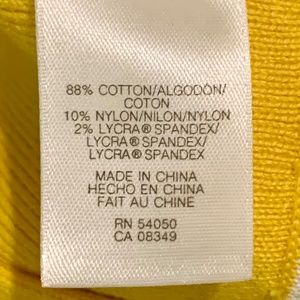 88% COTTON/ALGODÓN/
COTON
10% NYLON/NILON/NYLON
2% LYCRA® SPANDEX/
LYCRA® SPANDEX/
LYCRA® SPANDEX
MADE IN CHINA
HECHO EN CHINA
FAIT AU CHINE
RN 54050
CA 08349